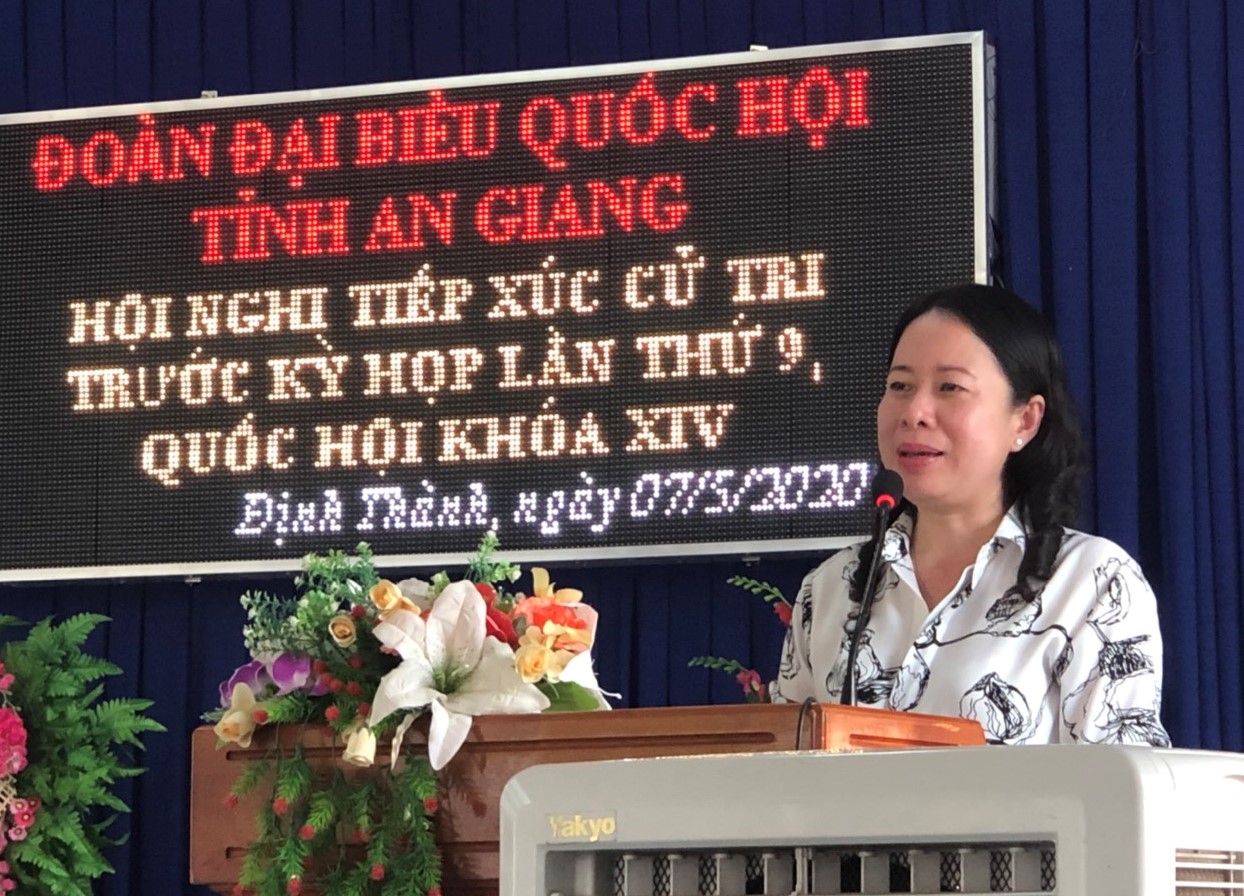 ĐOÀN ĐẠI BIỂU QUỐC HỘI
TỈNH AN GIANG
HỘI NGHỊ TIẾP XÚC CỬ TRI
TRƯỚC KỲ HỌP LẦN THỨ 9,
QUỐC HỘI KHÓA XIV
Định Thành, ngày 07/5/2020
Yakyo